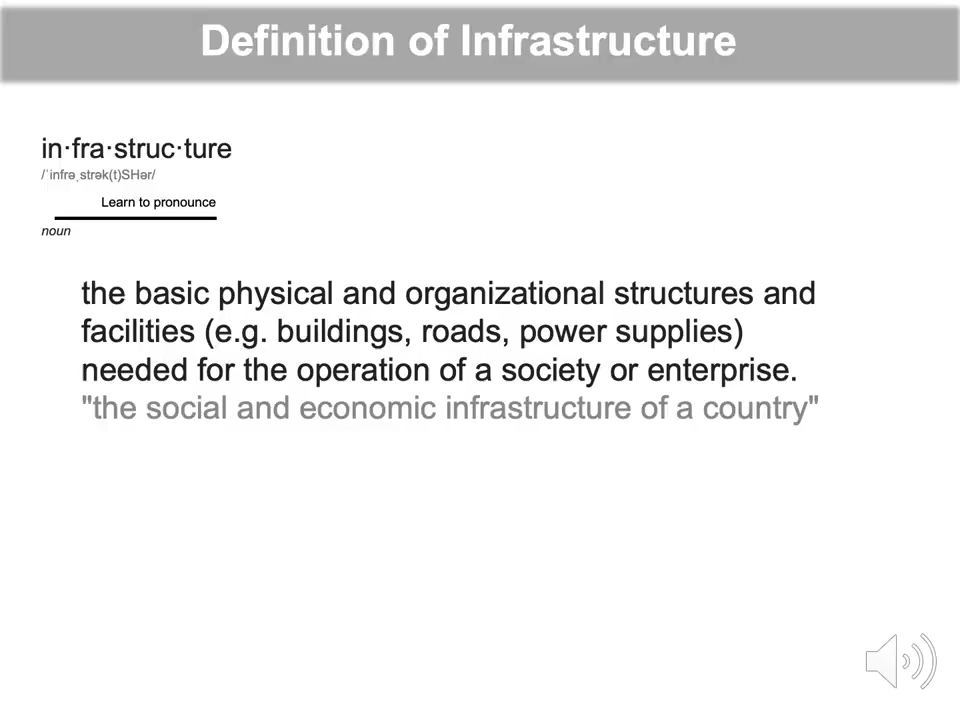 Definition of Infrastructure
in·fra·struc·ture
/ˈinfrəˌstrək(t)SHər/
Learn to pronounce
noun
the basic physical and organizational structures and
facilities (e.g. buildings, roads, power supplies)
needed for the operation of a society or enterprise.
"the social and economic infrastructure of a country"